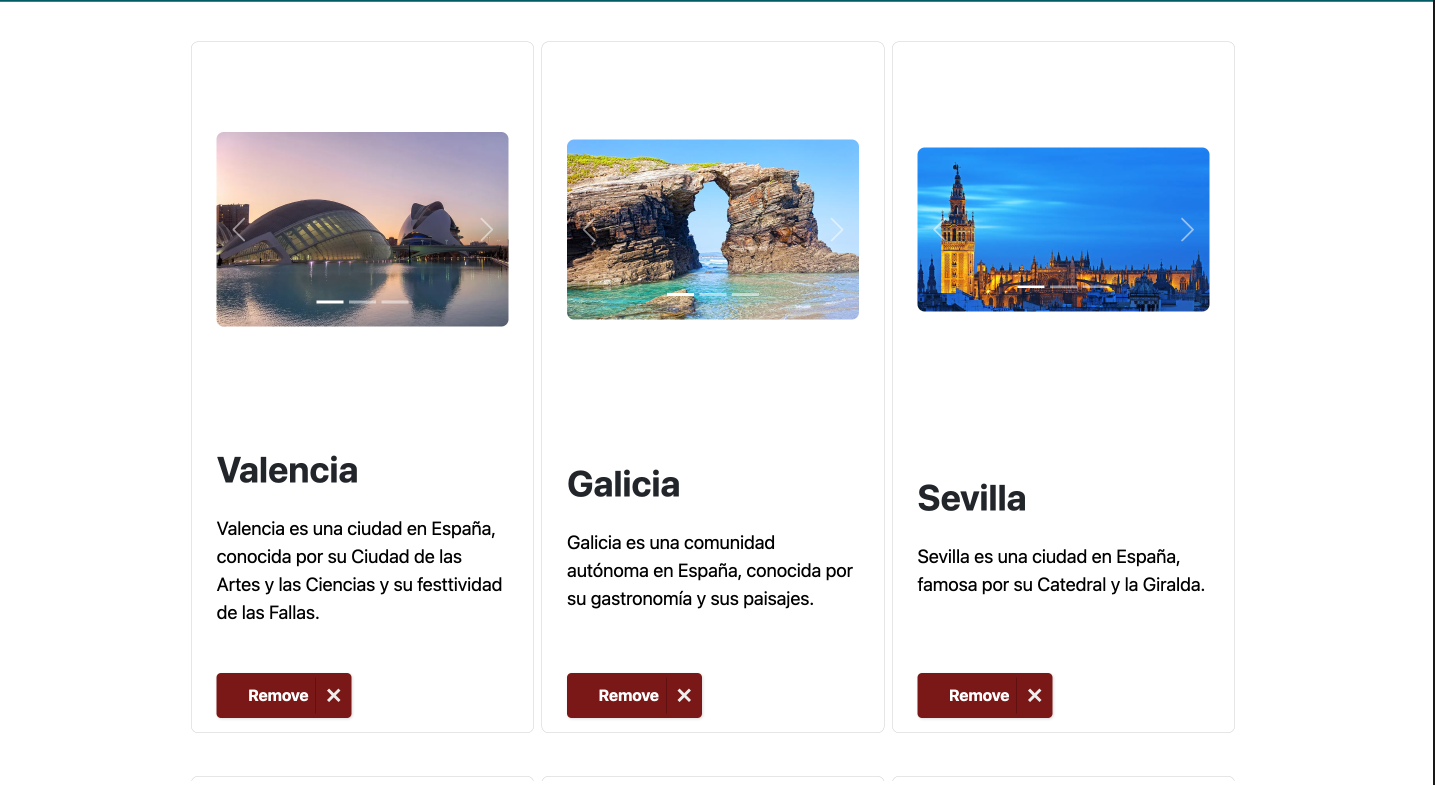 Valencia
Valencia es una ciudad en España,
conocida por su Ciudad de las
Artes y las Ciencias y su festtividad
de las Fallas.
Remove
Galicia
Galicia es una comunidad
autónoma en España, conocida por
su gastronomía y sus paisajes.
Remove
Sevilla
Sevilla es una ciudad en España,
famosa por su Catedral y la Giralda.
Remove